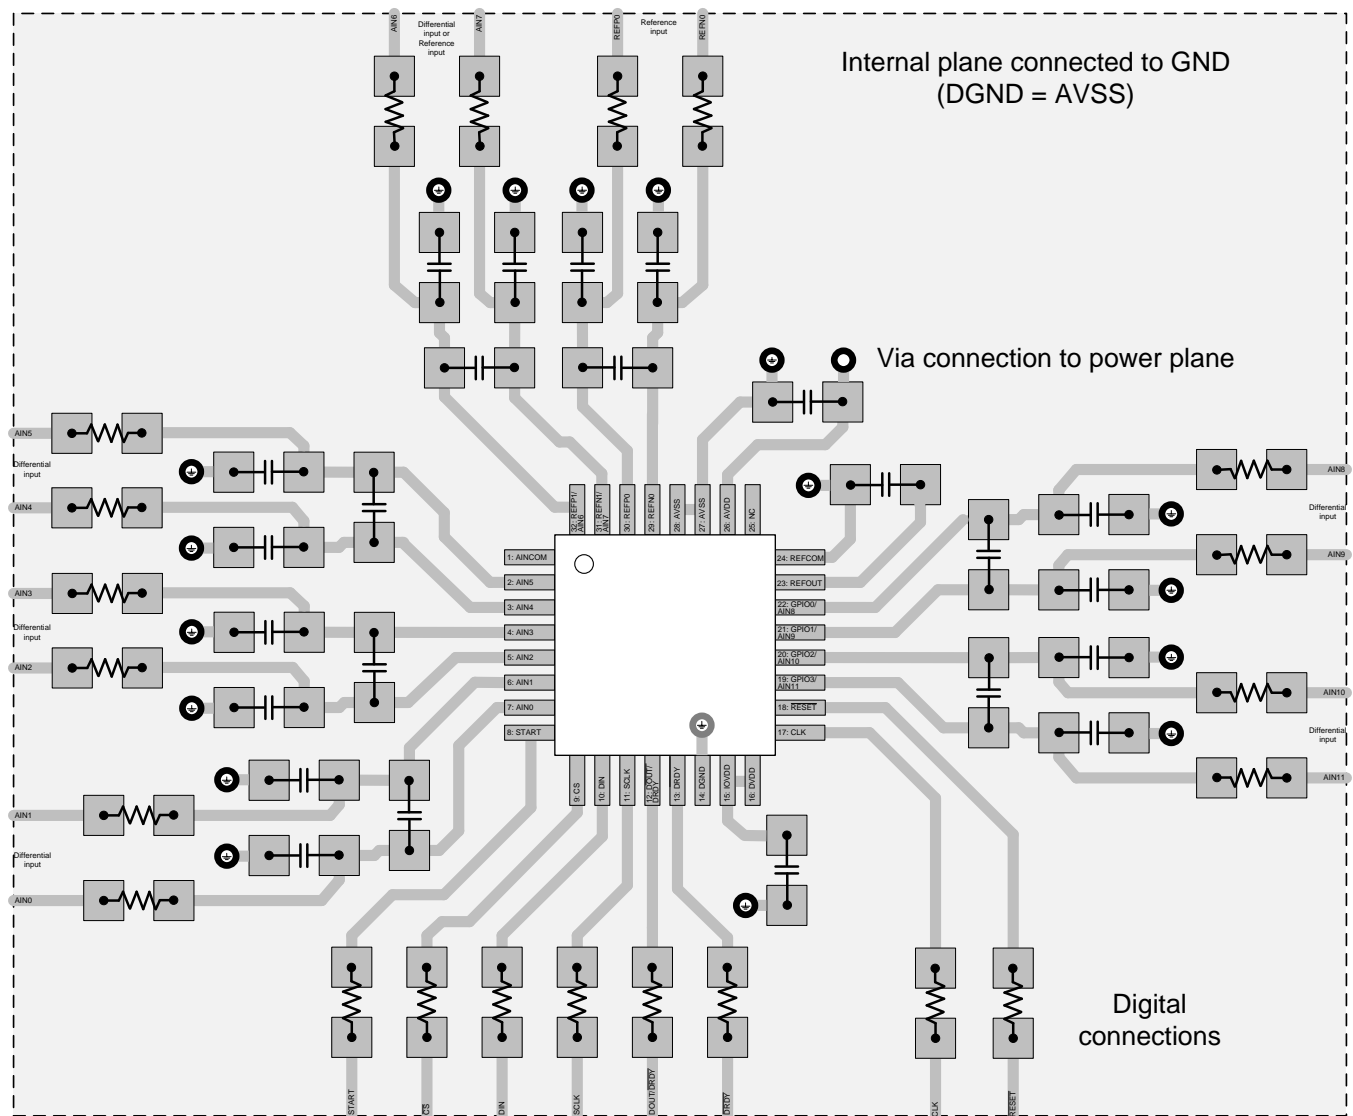 AIN6
Differential
input or
Reference
input
AIN7
REFP0
Reference
input
REFN0
Internal plane connected to GND
(DGND = AVSS)
Via connection to power plane
AIN5
Differential
input
AIN4
AIN3
Differential
input
AIN2
AIN1
Differential
input
AIN0
32: REFP1/
AIN6
31: REFN1/
AIN7
30: REFP0
29: REFN0
28: AVSS
27: AVSS
26: AVDD
25: NC
1: AINCOM
2: AIN5
3: AIN4
4: AIN3
5: AIN2
6: AIN1
7: AIN0
8: START
24: REFCOM
23: REFOUT
22: GPIO0/
AIN8
21: GPIO1/
AIN9
20: GPIO2/
AIN10
19: GPIO3/
AIN11
18: RESET
17: CLK
9: CS
10: DIN
11: SCLK
12: DOUT/
DRDY
13: DRDY
14: DGND
15: IOVDD
16: DVDD
AIN8
Differential
input
AIN9
AIN10
Differential
input
AIN11
START
CS
DIN
SCLK
DOUT/DRDY
DRDY
CLK
RESET
Digital
connections